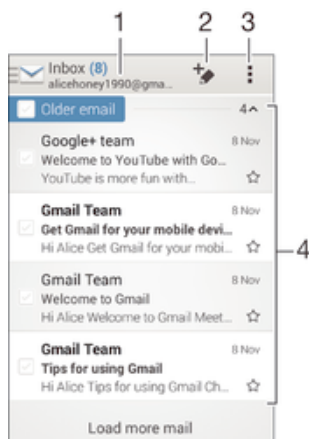 1 2 3
Inbox (8)
alicehoney1990@gma...
Older email 4
Google+ team 8 Nov
Welcome to YouTube with Go...
YouTube is more fun with...
Gmail Team 8 Nov
Get Gmail for your mobile devi...
Hi Alice Get Gmail for your mobi...
4
Gmail Team 8 Nov
Welcome to Gmail
Hi Alice Welcome to Gmail Meet...
Gmail Team 8 Nov
Tips for using Gmail
Hi Alice Tips for using Gmail Ch...
Load more mail